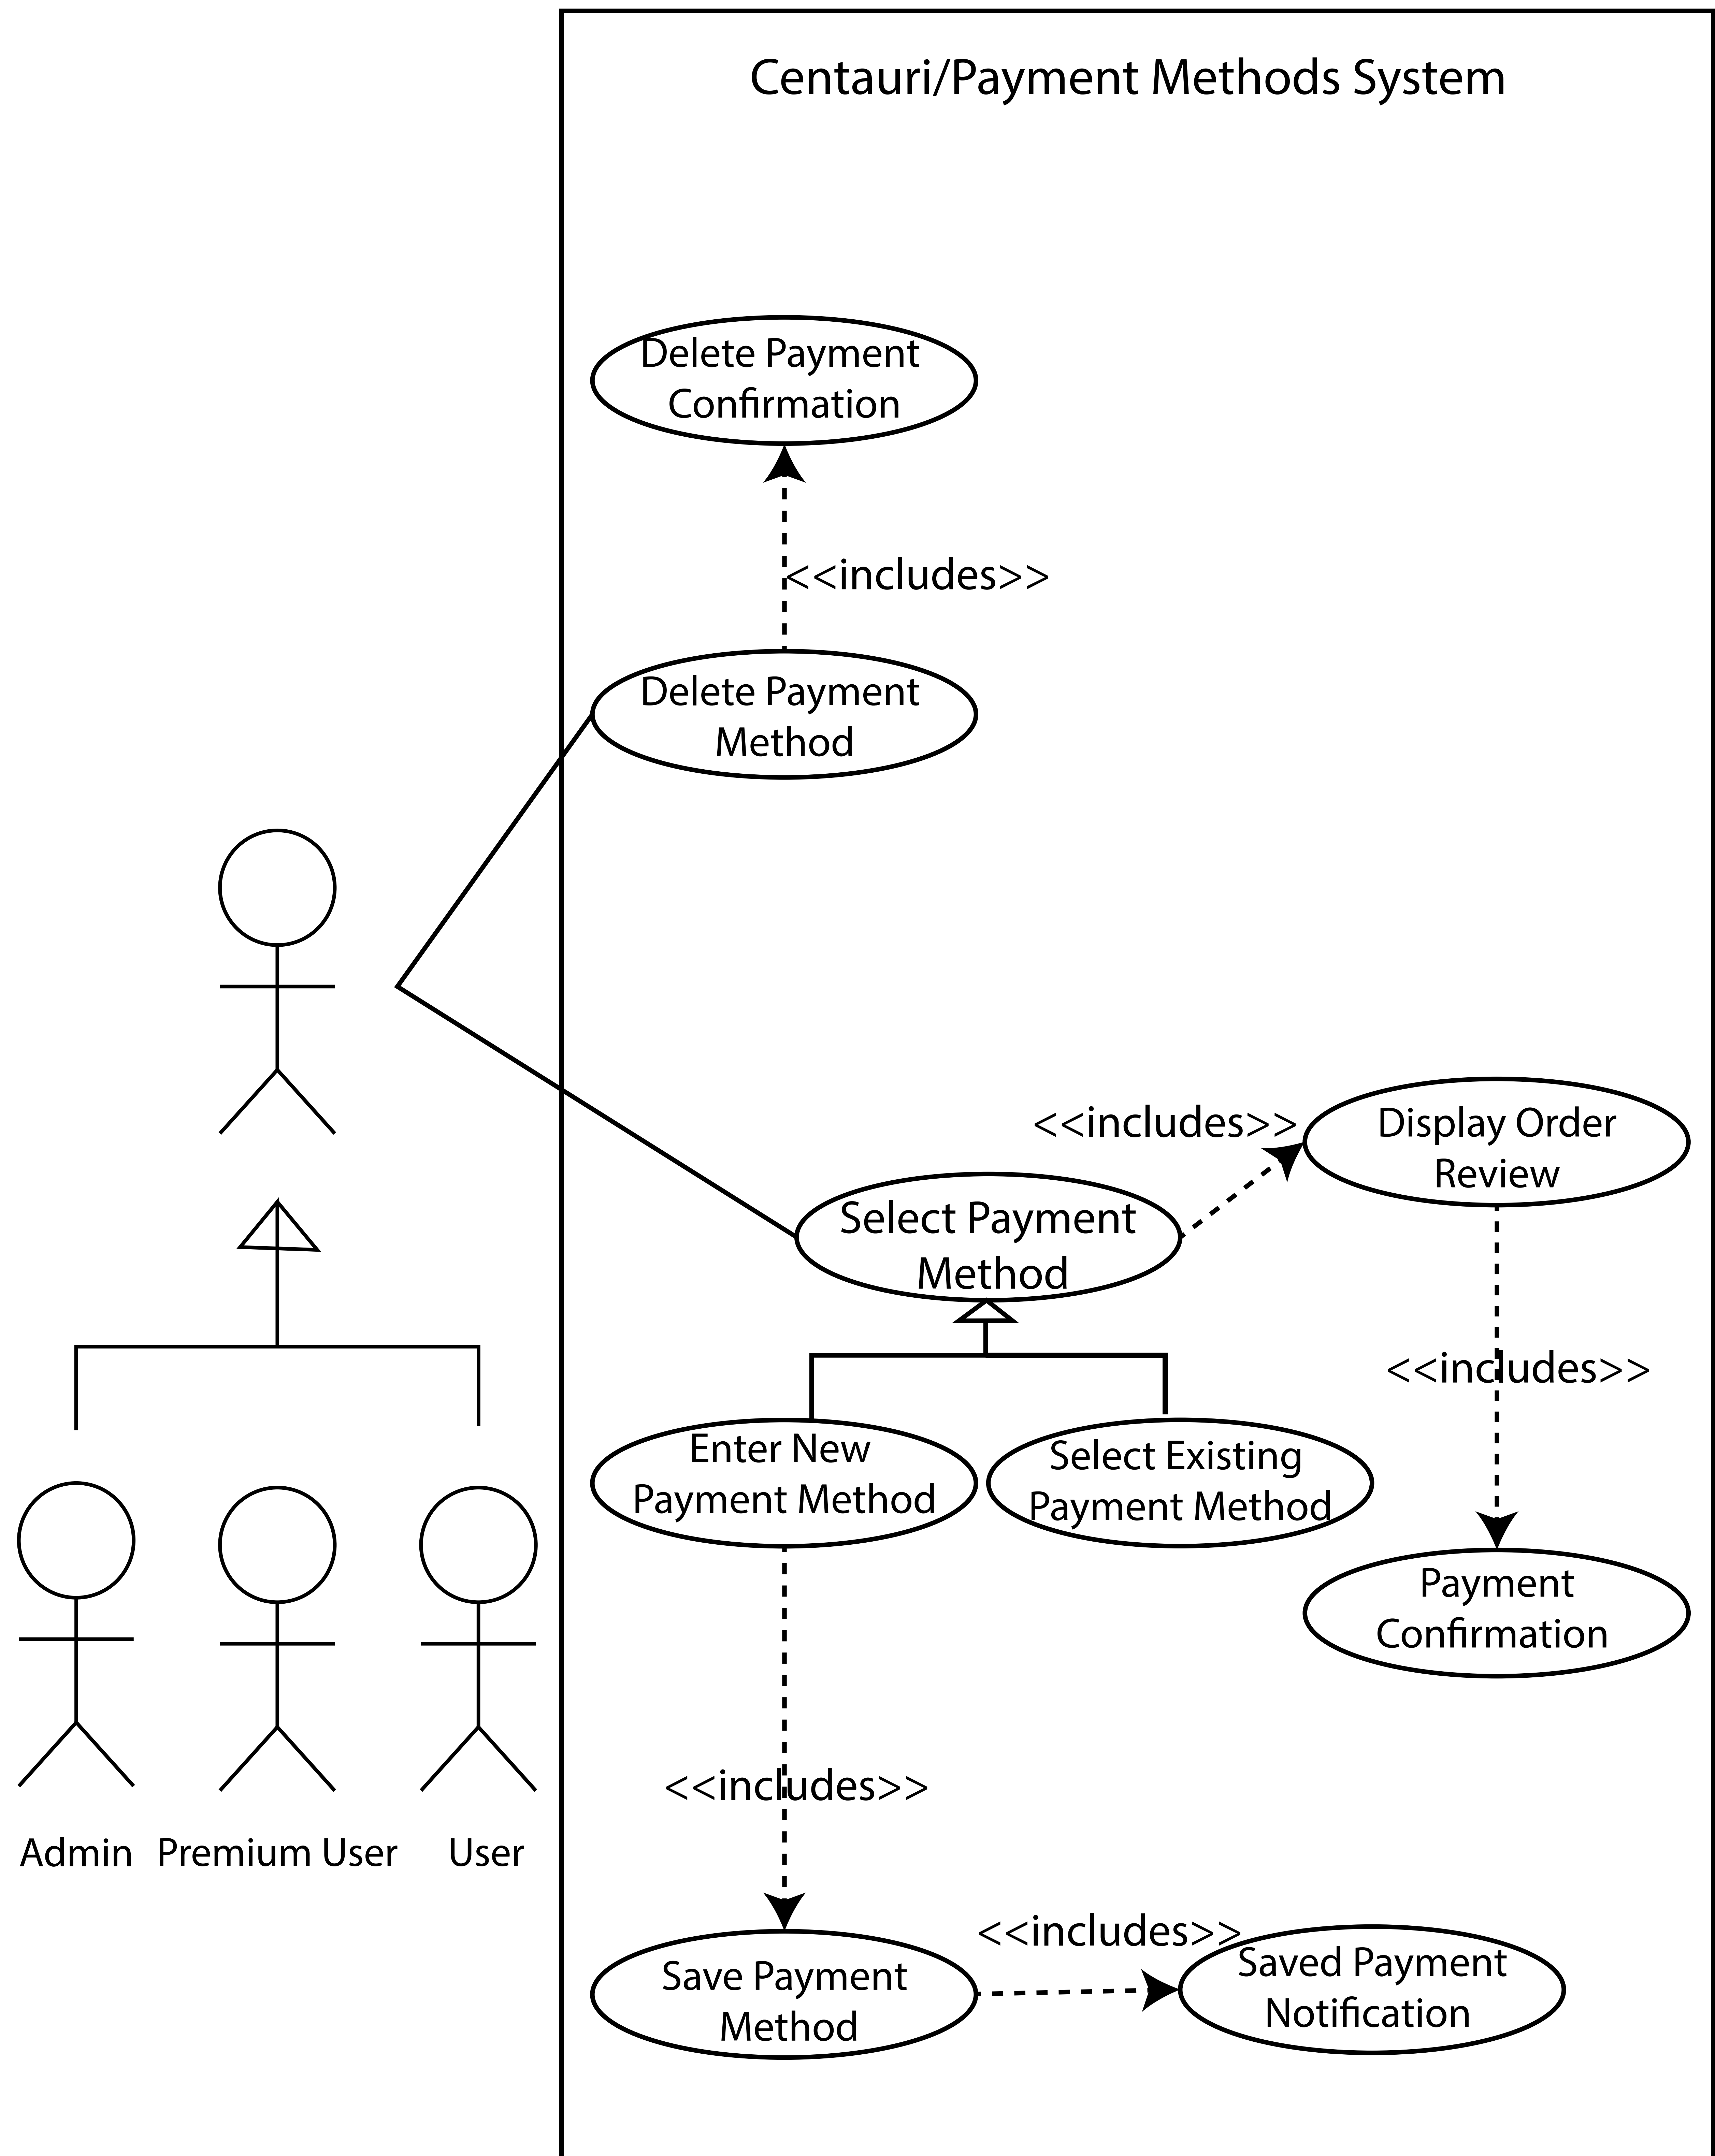 Centauri/Payment Methods System
Delete Payment
Confirmation
<<includes>>
Delete Payment
Method
<<includes>>
Display Order
Review
Select Payment
Method
<<includes>>
Enter New
Payment Method
Select Existing
Payment Method
Payment
Confirmation
<<includes>>
Admin
Premium User
User
<<includes>>
Save Payment
Method
Saved Payment
Notification